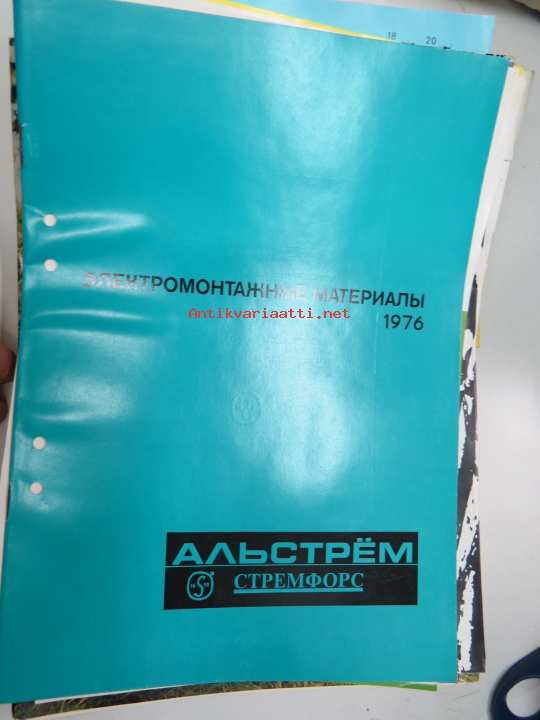 18 20
ЭЛЕКТРОМОНТАЖНЫЕ МАТЕРИАЛЫ
1976
Antikvariaatti.net
АЛЬСТРЁМ
S
СТРЕМФОРС